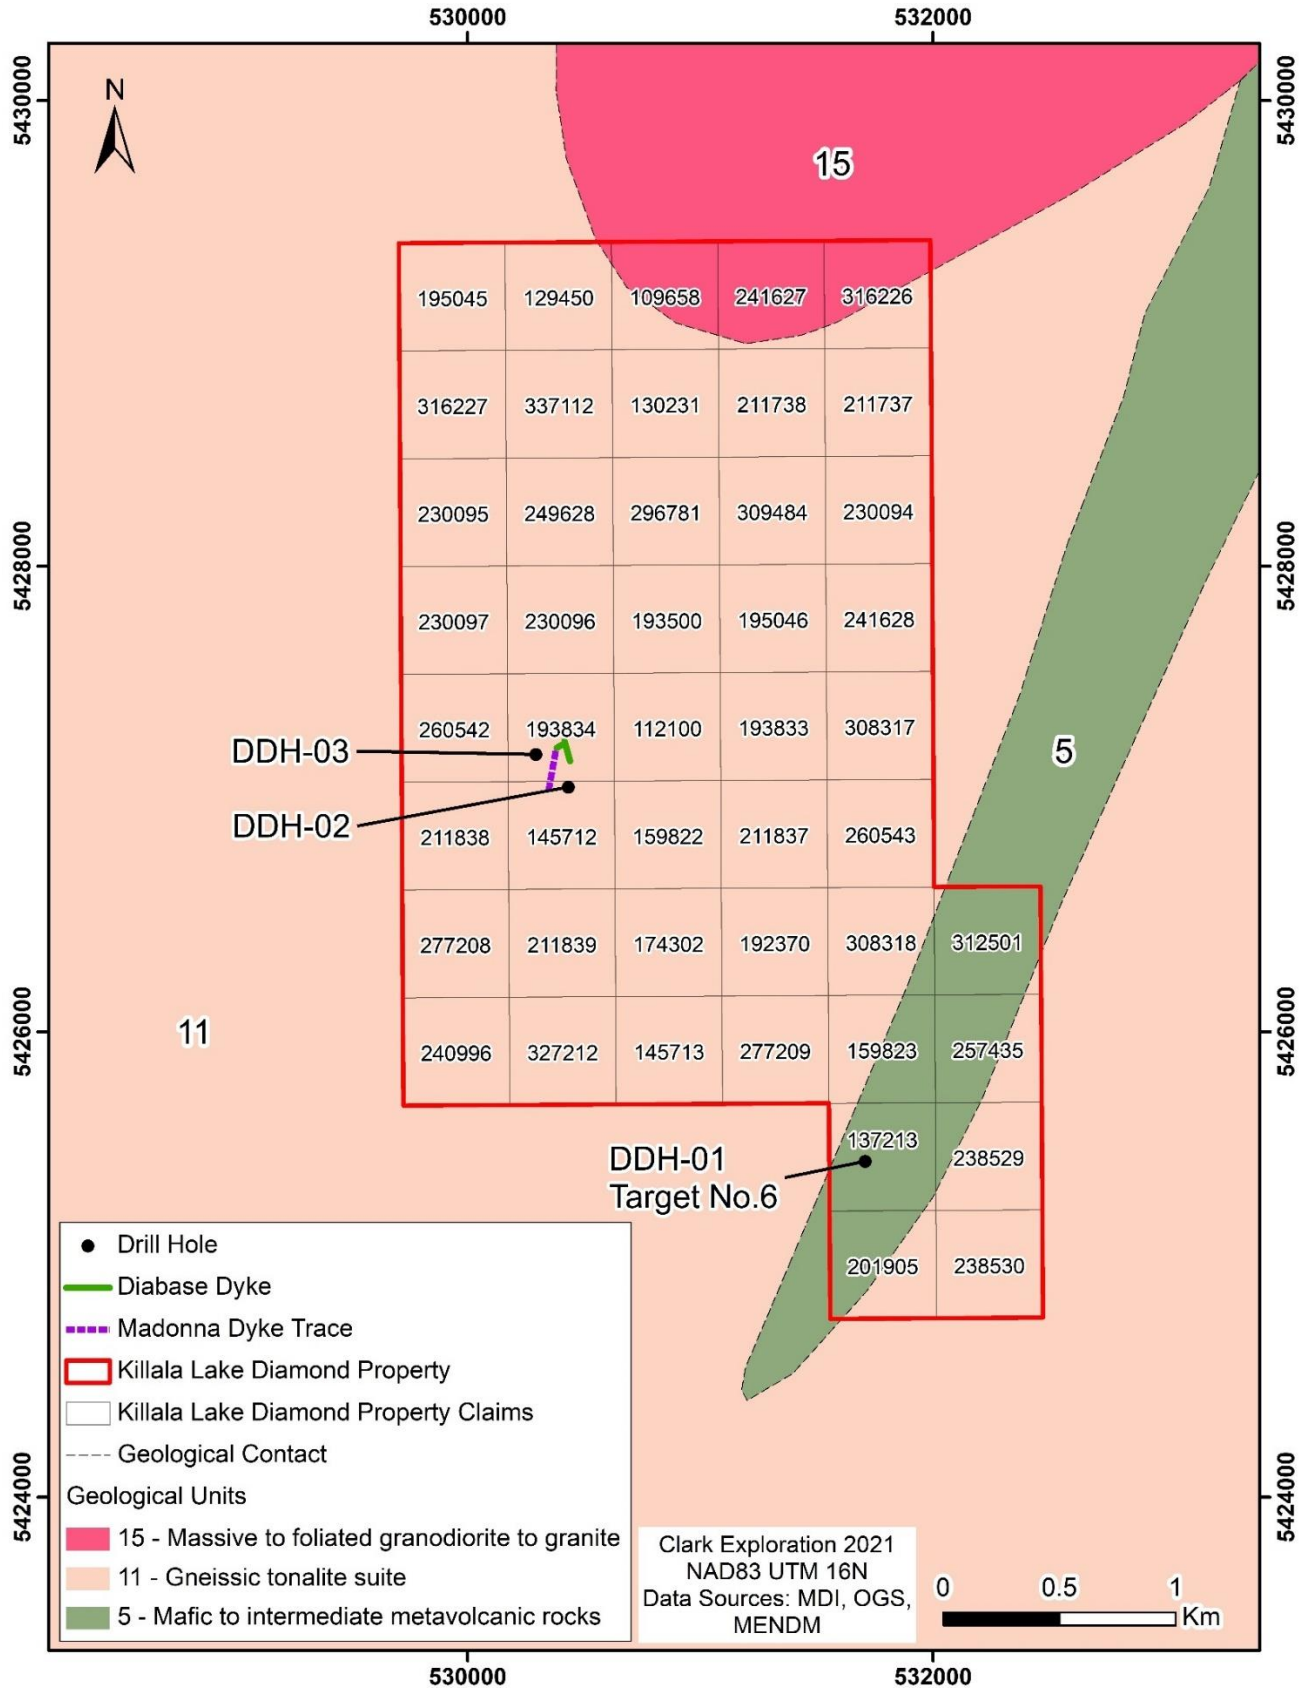 530000 532000
N
5430000 5430000
15
195045 129450 109658 241627 316226
316227 337112 130231 211738 211737
230095 249628 296781 309484 230094
5428000 5428000
230097 230096 193500 195046 241628
260542 193834 112100 193833 308317
DDH-03
5
DDH-02
211838 145712 159822 211837 260543
277208 211839 174302 192370 308318 312501
5426000 5426000
11
240996 327212 145713 277209 159823 257435
137213
DDH-01
Target No.6
238529
201905 238530
Drill Hole
Diabase Dyke
Madonna Dyke Trace
Killala Lake Diamond Property
Killala Lake Diamond Property Claims
Geological Contact
Geological Units
15 - Massive to foliated granodiorite to granite
11 - Gneissic tonalite suite
5 - Mafic to intermediate metavolcanic rocks
5424000 5424000
Clark Exploration 2021
NAD83 UTM 16N
Data Sources: MDI, OGS,
MENDM
0 0.5 1
Km
530000 532000